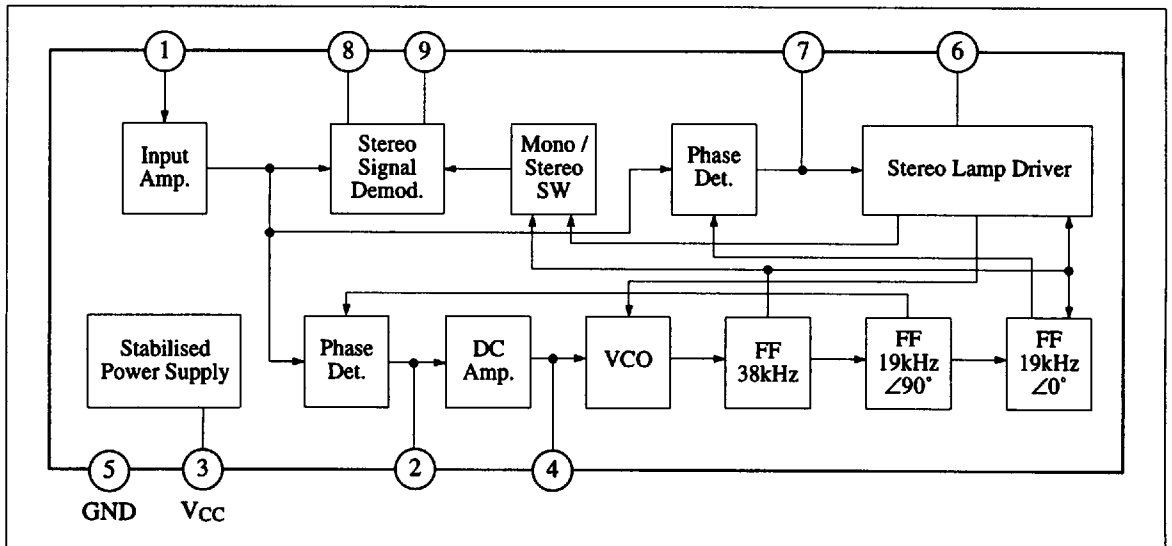 1
8
9
7
6
Input
Amp.
Stereo
Signal
Demod.
Mono /
Stereo
SW
Phase
Det.
Stereo Lamp Driver
Stabilised
Power Supply
Phase
Det.
DC
Amp.
VCO
FF
38kHz
FF
19kHz
∠90°
FF
19kHz
∠0°
5
3
2
4
GND
VCC